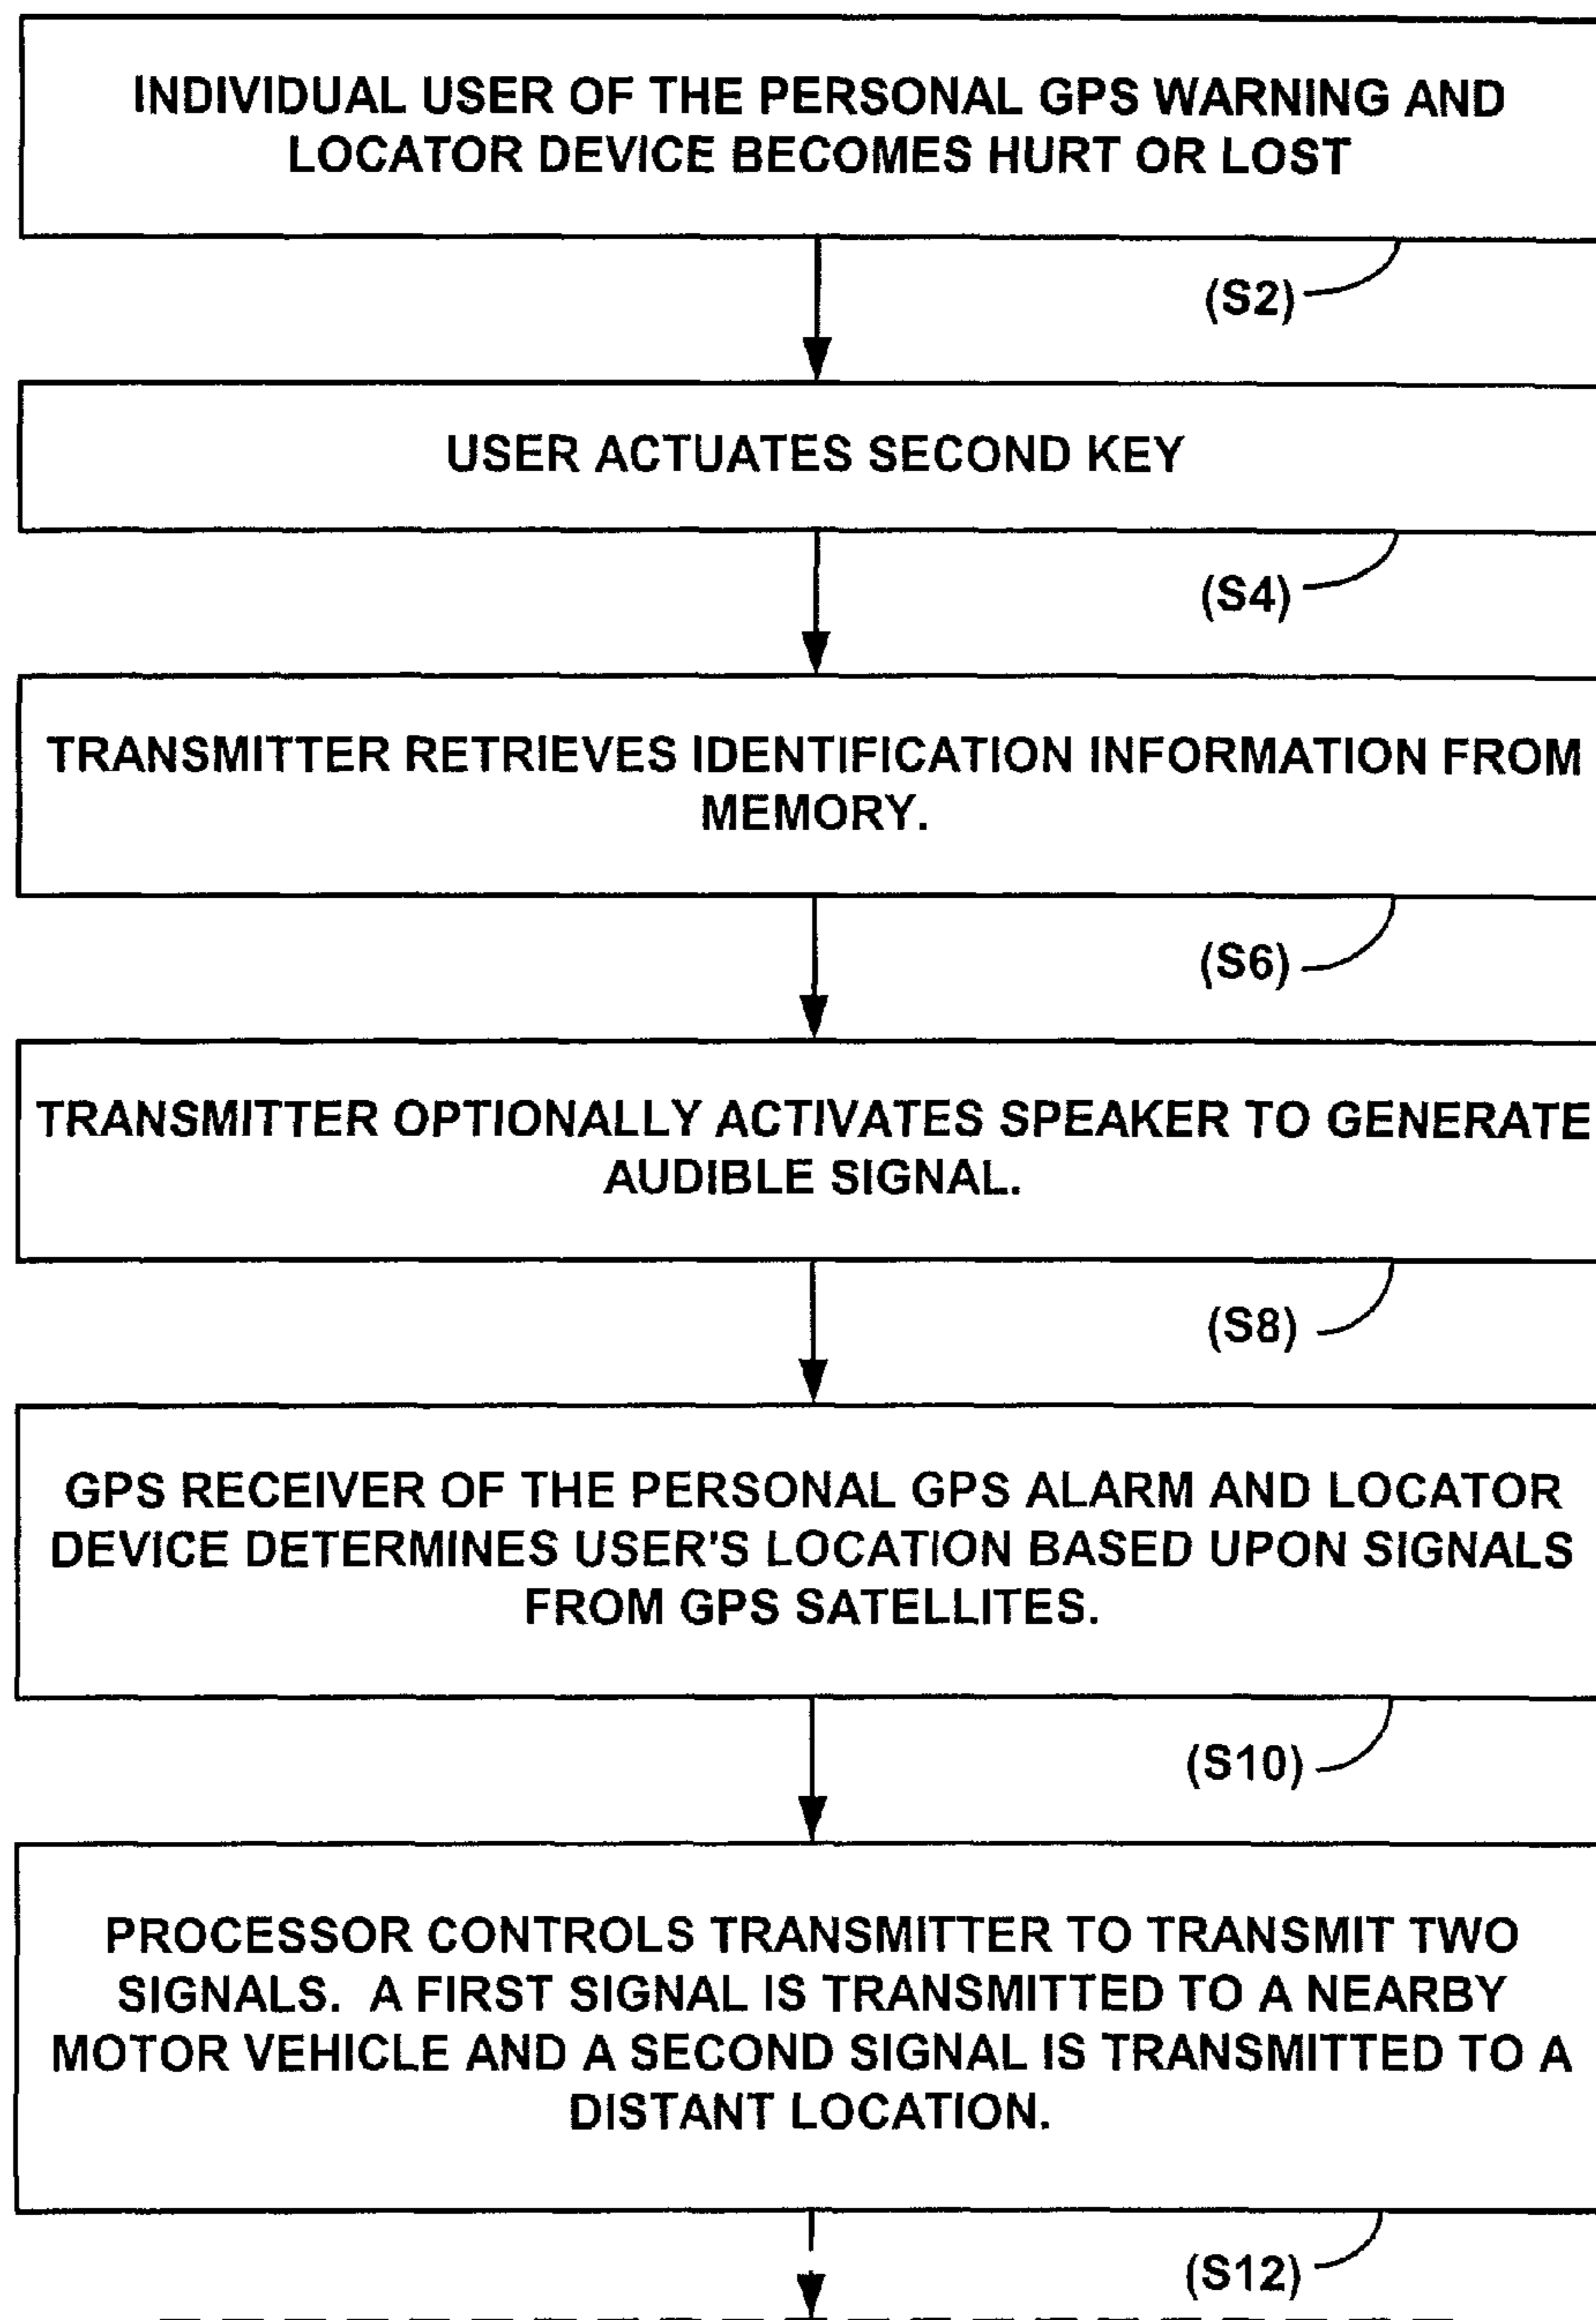 INDIVIDUAL USER OF THE PERSONAL GPS WARNING AND
LOCATOR DEVICE BECOMES HURT OR LOST
(S2)
USER ACTUATES SECOND KEY
(S4)
TRANSMITTER RETRIEVES IDENTIFICATION INFORMATION FROM
MEMORY.
(S6)
TRANSMITTER OPTIONALLY ACTIVATES SPEAKER TO GENERATE
AUDIBLE SIGNAL.
(S8)
GPS RECEIVER OF THE PERSONAL GPS ALARM AND LOCATOR
DEVICE DETERMINES USER'S LOCATION BASED UPON SIGNALS
FROM GPS SATELLITES.
(S10)
PROCESSOR CONTROLS TRANSMITTER TO TRANSMIT TWO
SIGNALS. A FIRST SIGNAL IS TRANSMITTED TO A NEARBY
MOTOR VEHICLE AND A SECOND SIGNAL IS TRANSMITTED TO A
DISTANT LOCATION.
(S12)